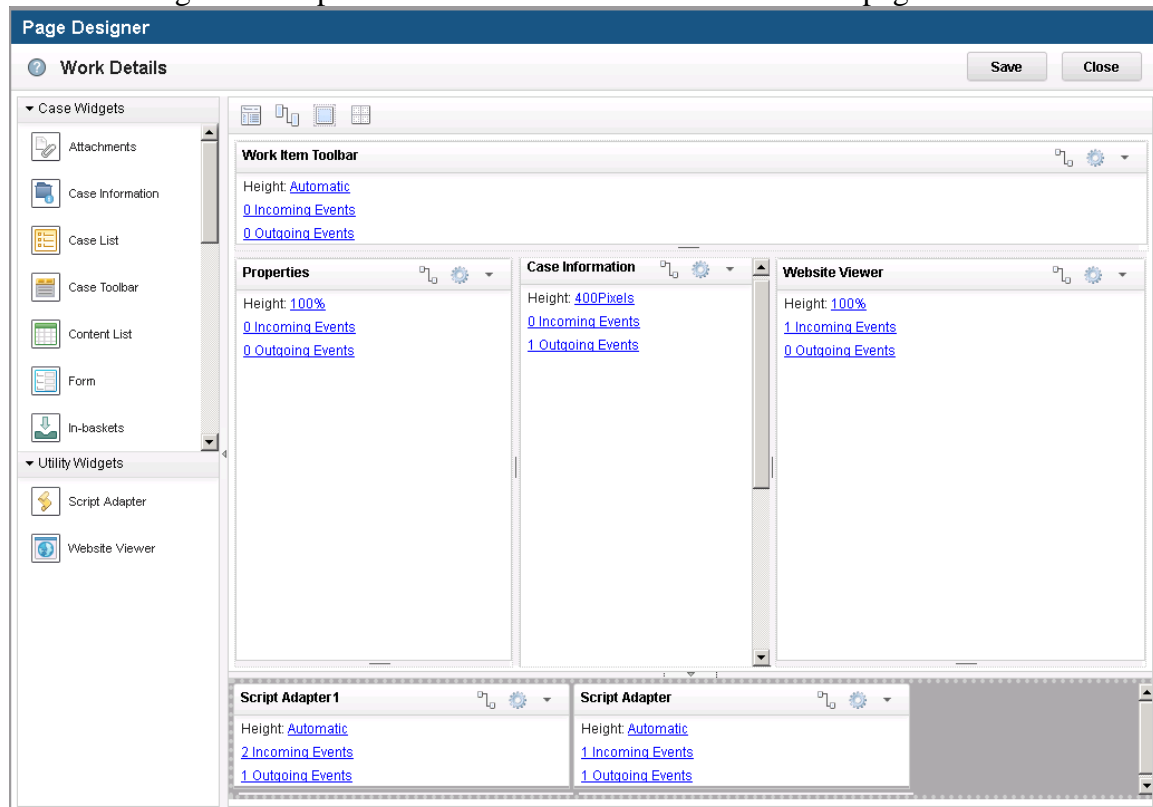 Page Designer
Work Details
Save
Close
Case Widgets
Attachments
Case Information
Case List
Case Toolbar
Content List
Form
In-baskets
Utility Widgets
Script Adapter
Website Viewer
Work Item Toolbar
Height: Automatic
0 Incoming Events
0 Outgoing Events
Properties
Height: 100%
0 Incoming Events
0 Outgoing Events
Case Information
Height: 400Pixels
0 Incoming Events
1 Outgoing Events
Website Viewer
Height: 100%
1 Incoming Events
0 Outgoing Events
Script Adapter1
Height: Automatic
2 Incoming Events
1 Outgoing Events
Script Adapter
Height: Automatic
1 Incoming Events
1 Outgoing Events